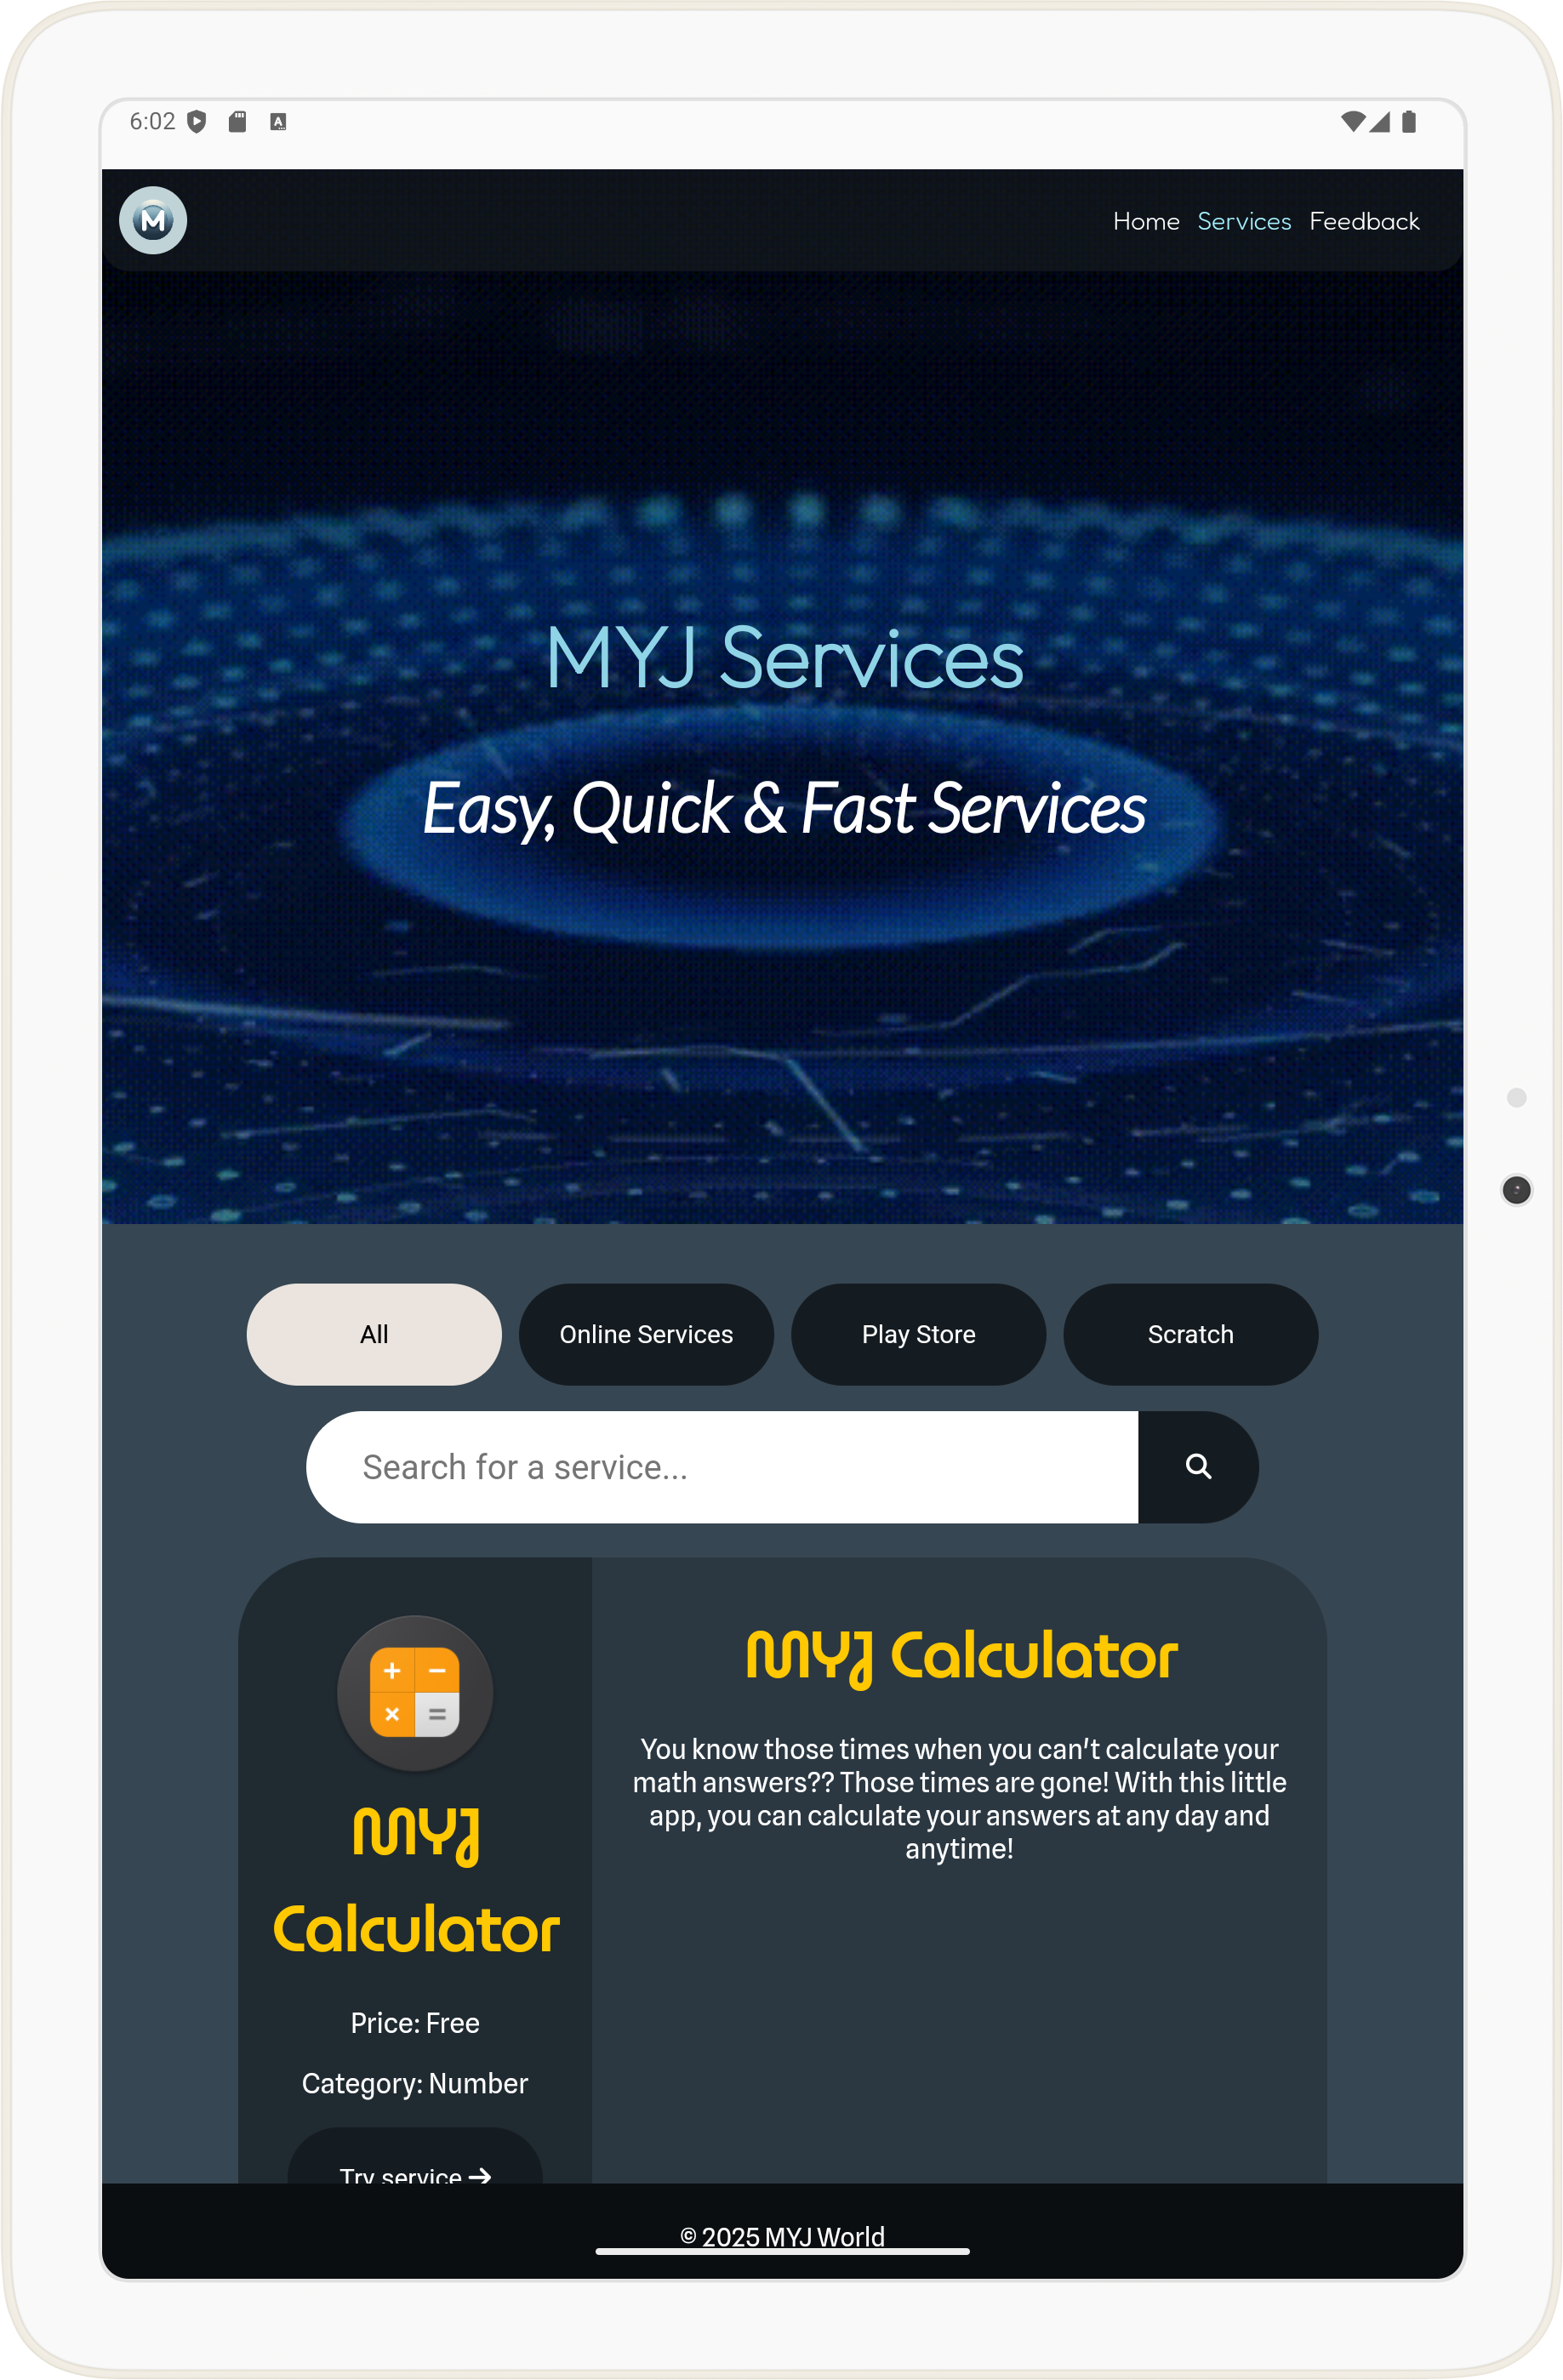 6:02
A
M
Home Services Feedback
MYJ Services
Easy, Quick & Fast Services
All Online Services Play Store Scratch
Search for a service...
MYJ
Calculator
Price: Free
Category: Number
Try service →
MYJ Calculator
You know those times when you can't calculate your
math answers?? Those times are gone! With this little
app, you can calculate your answers at any day and
anytime!
© 2025 MYJ World